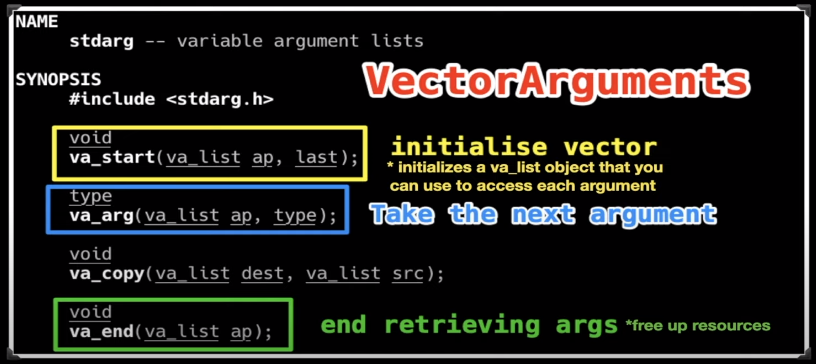 NAME
stdarg -- variable argument lists
VectorArguments
SYNOPSIS
#include <stdarg.h>
void
va_start(va_list ap, last);
initialise vector
* initializes a va_list object that you
can use to access each argument
type
va_arg(va_list ap, type);
Take the next argument
void
va_copy(va_list dest, va_list src);
void
va_end(va_list ap);
end retrieving args *free up resources